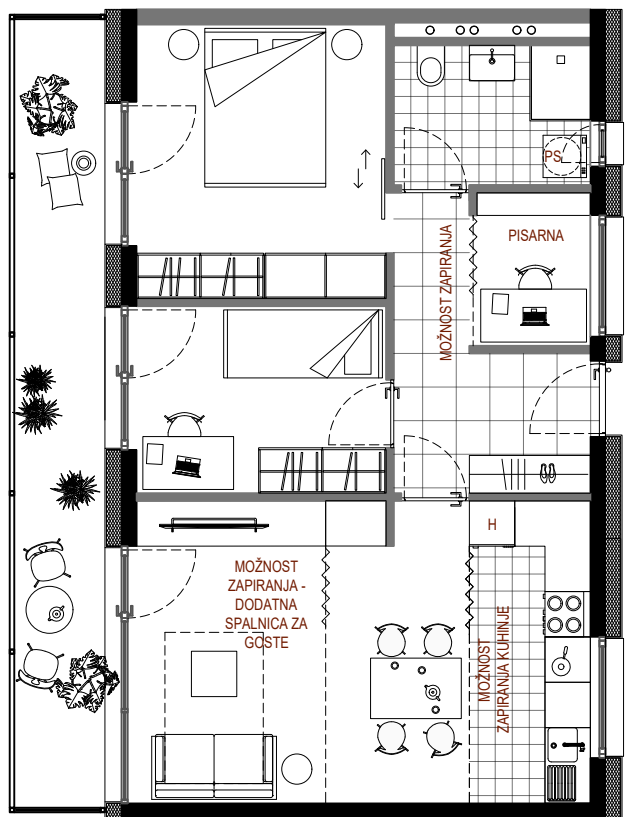 PS
PISARNA
MOŽNOST ZAPIRANJA
H
MOŽNOST
ZAPIRANJA -
DODATNA
SPALNICA ZA
GOSTE
MOŽNOST
ZAPIRANJA KUHINJE